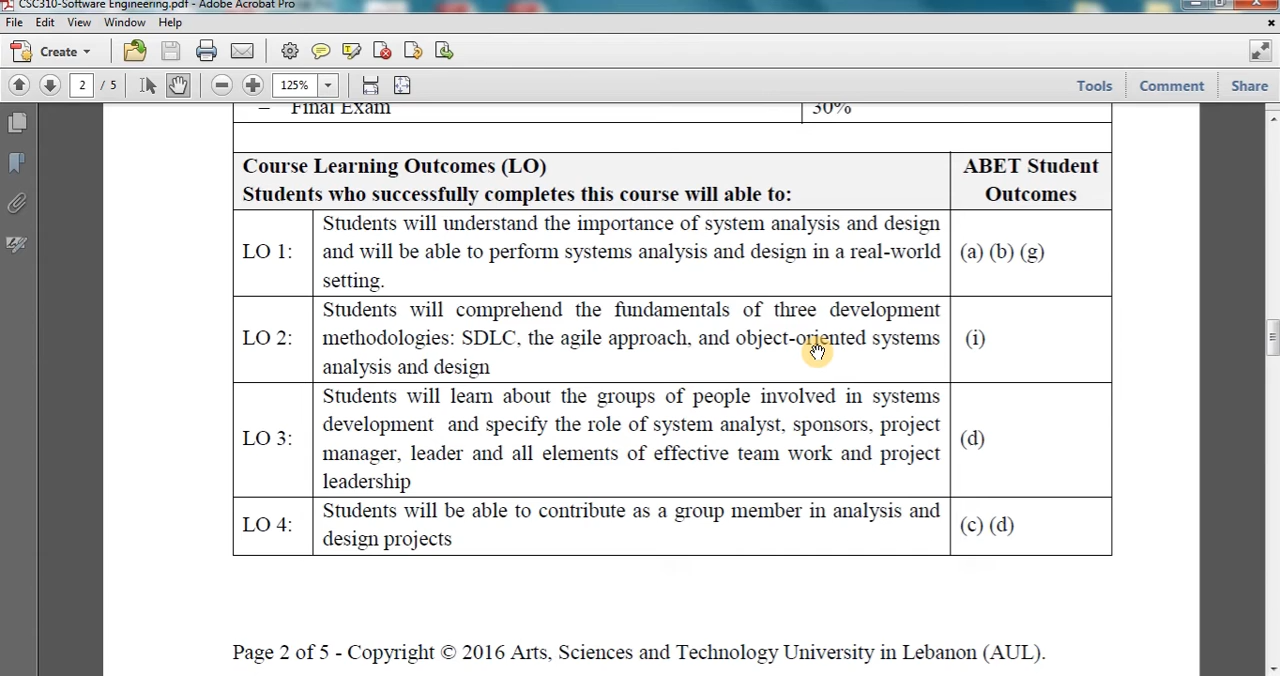 CSC310-Software Engineering.pdf - Adobe Acrobat Pro
File Edit View Window Help
Create
2 / 5 125% Tools Comment Share
– Final Exam 30%
Course Learning Outcomes (LO) ABET Student
Students who successfully completes this course will able to: Outcomes
Students will understand the importance of system analysis and design
LO 1: and will be able to perform systems analysis and design in a real-world (a) (b) (g)
setting.
Students will comprehend the fundamentals of three development
LO 2: methodologies: SDLC, the agile approach, and object-oriented systems (i)
analysis and design
Students will learn about the groups of people involved in systems
development and specify the role of system analyst, sponsors, project
LO 3: (d)
manager, leader and all elements of effective team work and project
leadership
Students will be able to contribute as a group member in analysis and
LO 4: (c) (d)
design projects
Page 2 of 5 - Copyright © 2016 Arts, Sciences and Technology University in Lebanon (AUL).